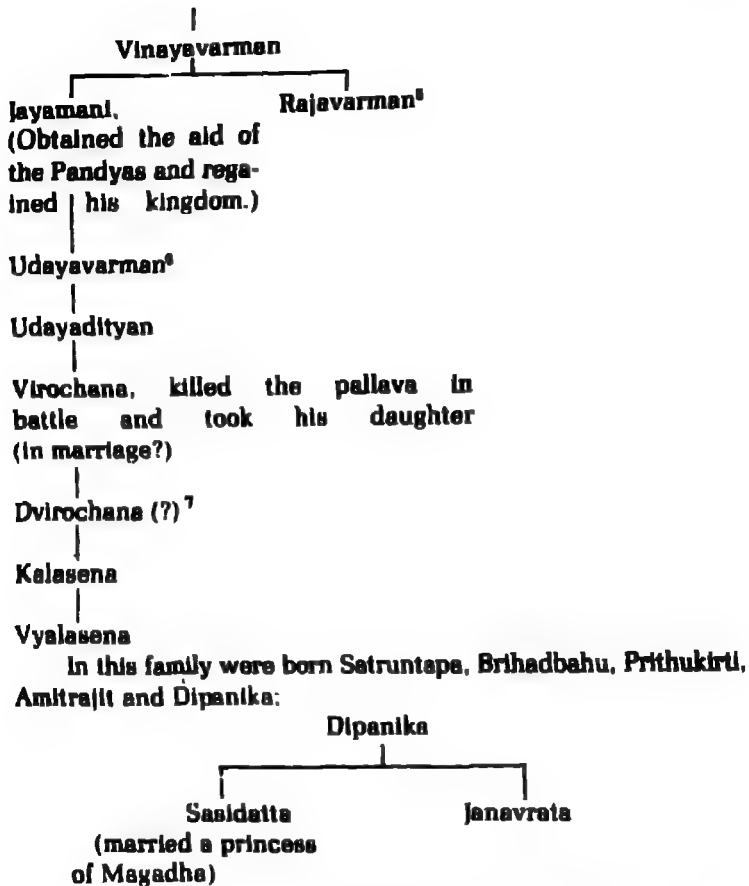 Vinayavarman
Jayamani, Rajavarman⁵
(Obtained the aid of
the Pandyas and rega-
ined his kingdom.)
Udayavarman⁶
Udayadityan
Virochana, killed the pallava in
battle and took his daughter
(in marriage?)
Dvirochana (?) ⁷
Kalasena
Vyalasena
In this family were born Satruntapa, Brihadbahu, Prithukirti,
Amitrajit and Dipanika:
Dipanika
Sasidatta Janavrata
(married a princess
of Magadha)